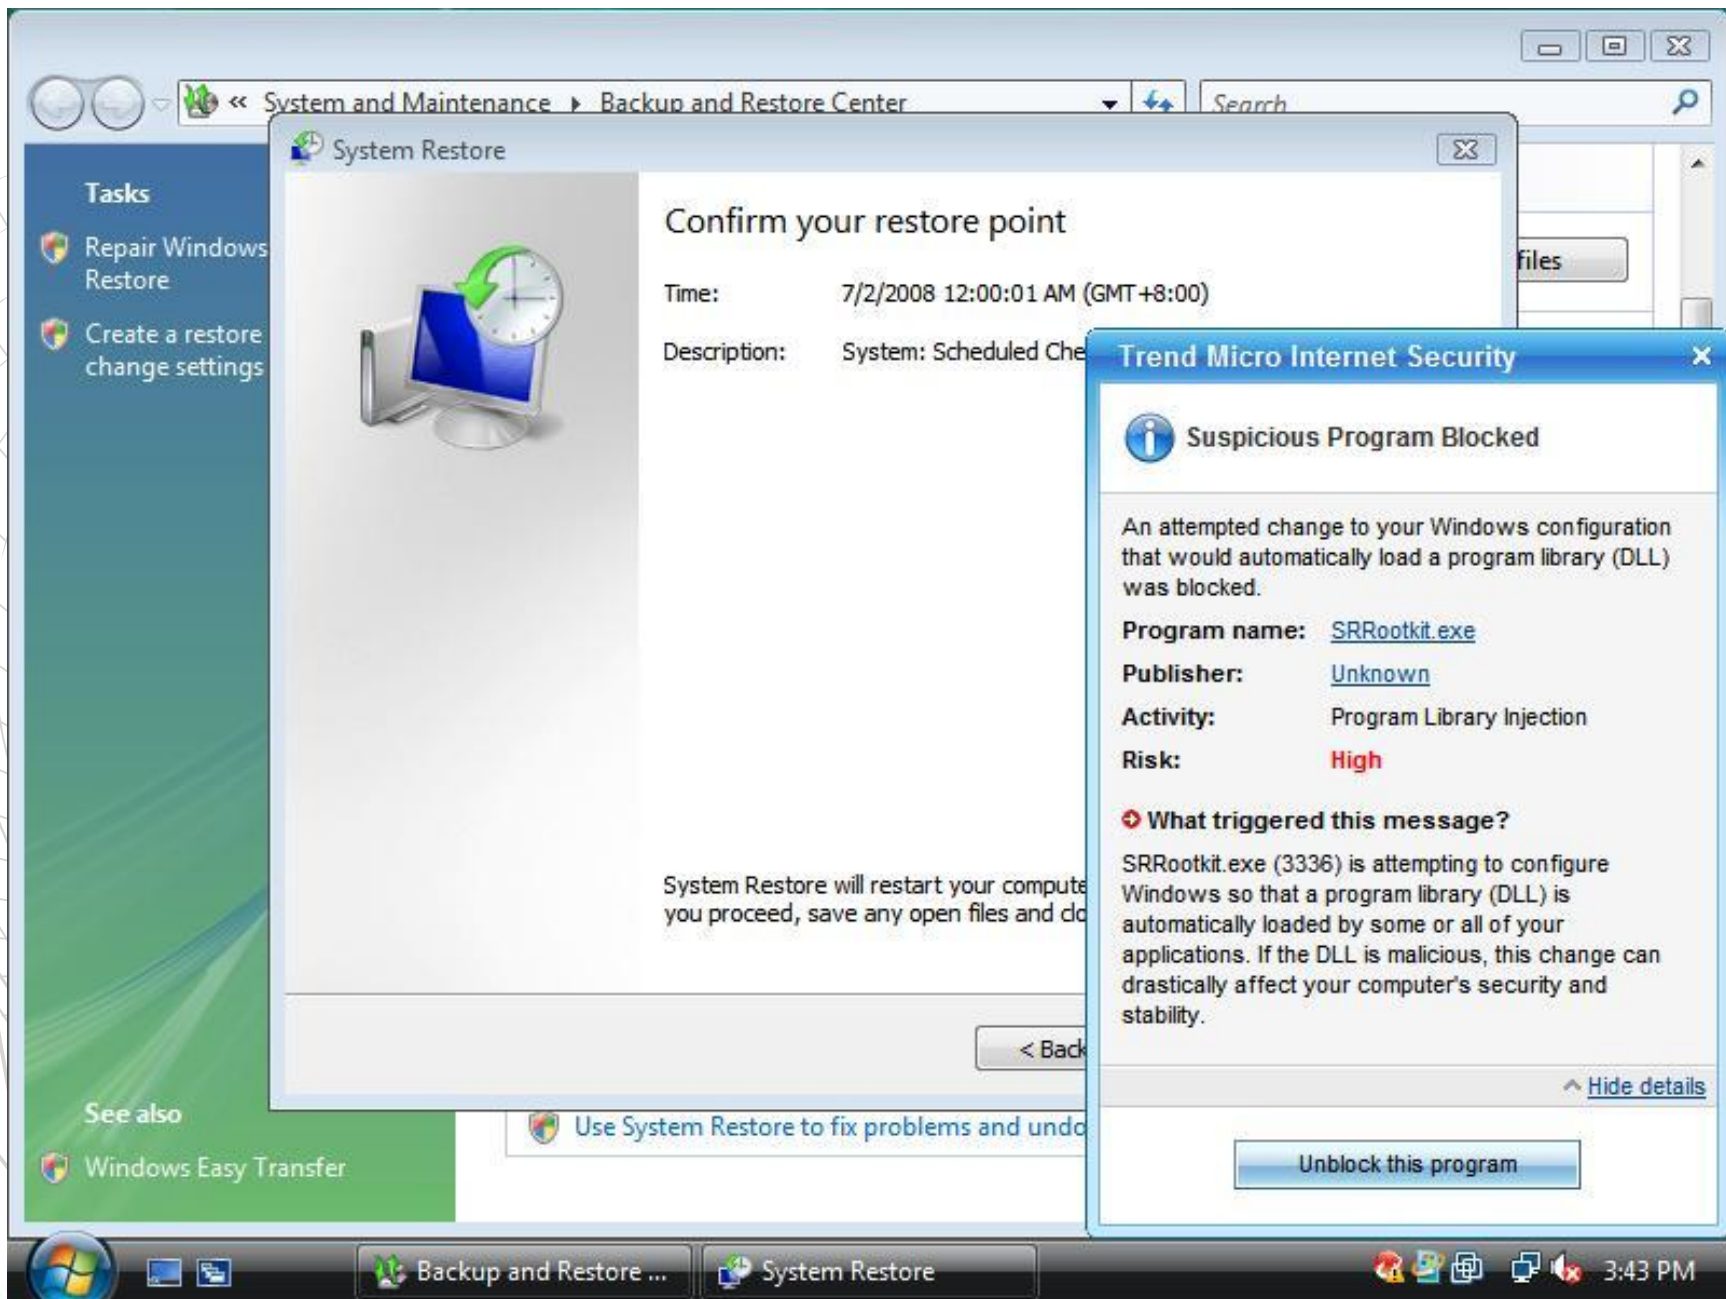 « System and Maintenance ▸ Backup and Restore Center
Search
System Restore
Tasks
Repair Windows
Restore
Create a restore
change settings
See also
Windows Easy Transfer
Confirm your restore point
Time: 7/2/2008 12:00:01 AM (GMT+8:00)
Description: System: Scheduled Che
System Restore will restart your compute
you proceed, save any open files and clo
< Back
files
Use System Restore to fix problems and undo
Trend Micro Internet Security
Suspicious Program Blocked
An attempted change to your Windows configuration
that would automatically load a program library (DLL)
was blocked.
Program name: SRRootkit.exe
Publisher: Unknown
Activity: Program Library Injection
Risk: High
What triggered this message?
SRRootkit.exe (3336) is attempting to configure
Windows so that a program library (DLL) is
automatically loaded by some or all of your
applications. If the DLL is malicious, this change can
drastically affect your computer's security and
stability.
Hide details
Unblock this program
Backup and Restore ...
System Restore
3:43 PM